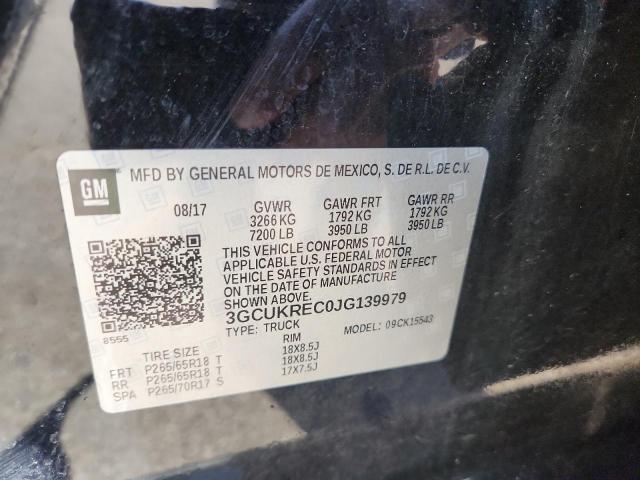 GM
MFD BY GENERAL MOTORS DE MEXICO, S. DE R.L. DE C.V.
08/17 GVWR GAWR FRT GAWR RR
3266 KG 1792 KG 1792 KG
7200 LB 3950 LB 3950 LB
THIS VEHICLE CONFORMS TO ALL
APPLICABLE U.S. FEDERAL MOTOR
VEHICLE SAFETY STANDARDS IN EFFECT
ON THE DATE OF MANUFACTURE
SHOWN ABOVE.
3GCUKREC0JG139979
8555 TYPE: TRUCK MODEL: 09CK15543
TIRE SIZE RIM
FRT P265/65R18 T 18X8.5J
RR P265/65R18 T 18X8.5J
SPA P265/70R17 S 17X7.5J